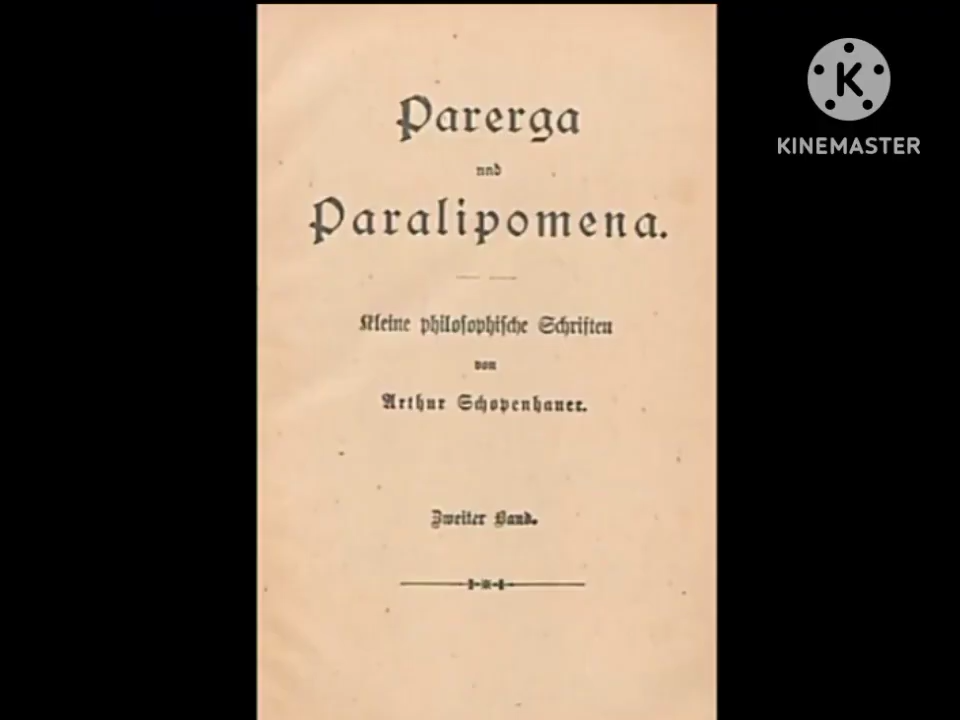 Parerga
und
Paralipomena.
Kleine philosophische Schriften
von
Arthur Schopenhauer.
Zweiter Band.
K
KINEMASTER